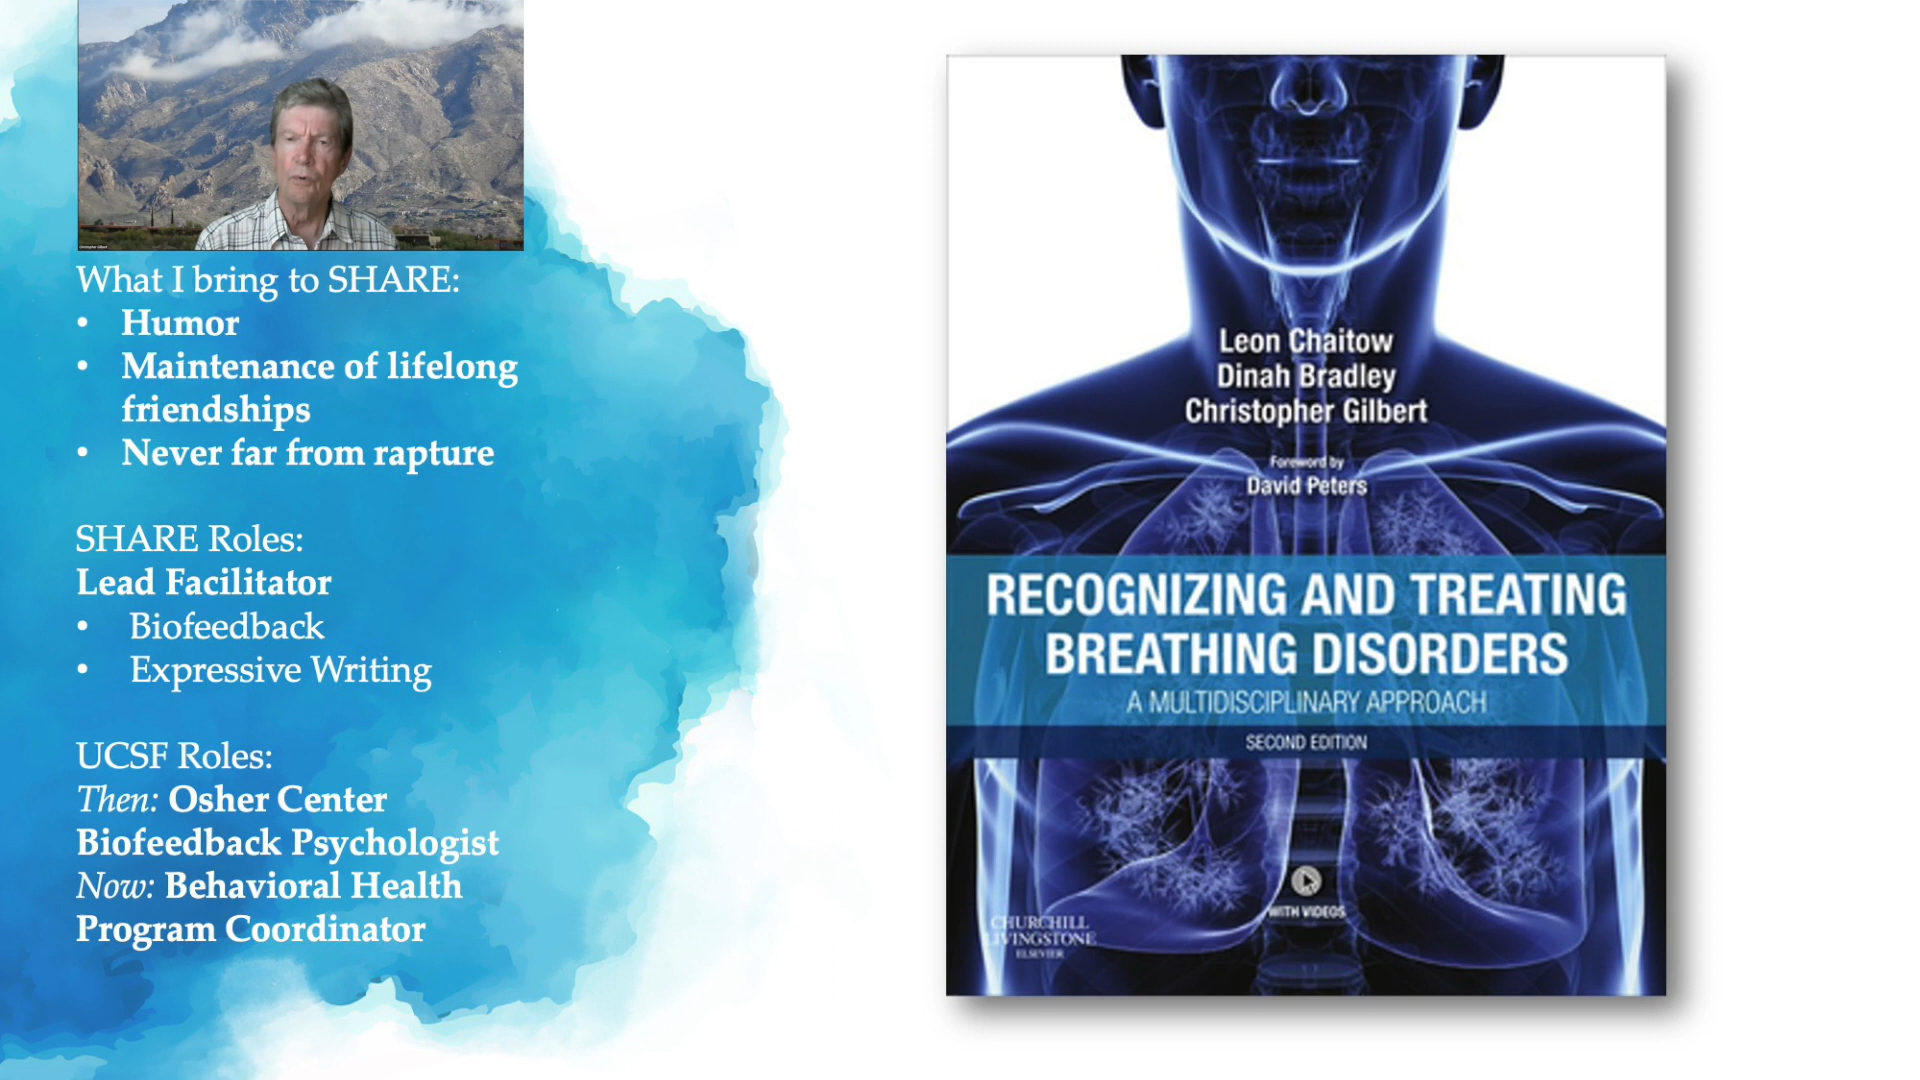 What I bring to SHARE:
• Humor
• Maintenance of lifelong
friendships
• Never far from rapture
SHARE Roles:
Lead Facilitator
• Biofeedback
• Expressive Writing
UCSF Roles:
Then: Osher Center
Biofeedback Psychologist
Now: Behavioral Health
Program Coordinator
Leon Chaitow
Dinah Bradley
Christopher Gilbert
Foreword by
David Peters
RECOGNIZING AND TREATING
BREATHING DISORDERS
A MULTIDISCIPLINARY APPROACH
SECOND EDITION
WITH VIDEOS
CHURCHILL
LIVINGSTONE
ELSEVIER